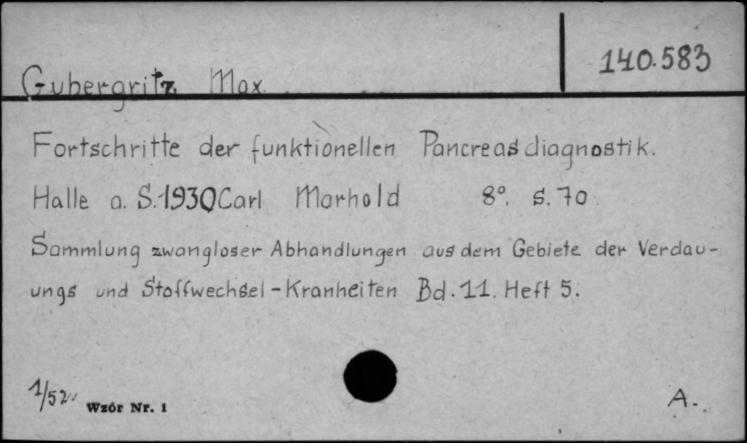 140.583
Gubergritz, Max.
Fortschritte der funktionellen Pancreasdiagnostik.
Halle a. S. 1930 Carl Marhold 8°. S. 70
Sammlung zwangloser Abhandlungen aus dem Gebiete der Verdau-
ungs und Stoffwechsel-Kranheiten Bd. 11. Heft 5.
1/52
Wzór Nr. 1
A.